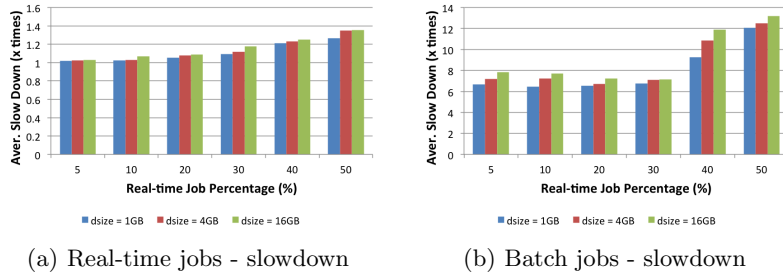 Aver. Slow Down (x times)
1.6
1.4
1.2
1
0.8
0.6
0.4
0.2
0
5 10 20 30 40 50
Real-time Job Percentage (%)
dsize = 1GB dsize = 4GB dsize = 16GB
(a) Real-time jobs - slowdown
Aver. Slow Down (x times)
14
12
10
8
6
4
2
0
5 10 20 30 40 50
Real-time Job Percentage (%)
dsize = 1GB dsize = 4GB dsize = 16GB
(b) Batch jobs - slowdown